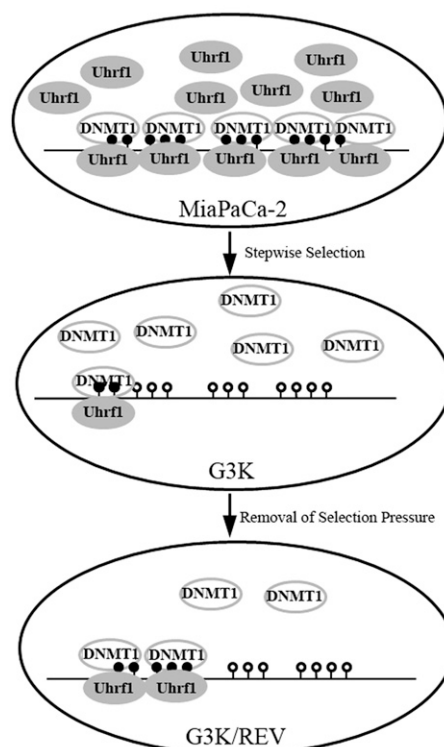 Uhrf1 Uhrf1 Uhrf1
Uhrf1 Uhrf1 Uhrf1 Uhrf1
DNMT1 DNMT1 DNMT1 DNMT1 DNMT1
Uhrf1 Uhrf1 Uhrf1 Uhrf1 Uhrf1
MiaPaCa-2
Stepwise Selection
DNMT1
DNMT1 DNMT1 DNMT1 DNMT1
DNMT1
Uhrf1
G3K
Removal of Selection Pressure
DNMT1 DNMT1
DNMT1 DNMT1
Uhrf1 Uhrf1
G3K/REV